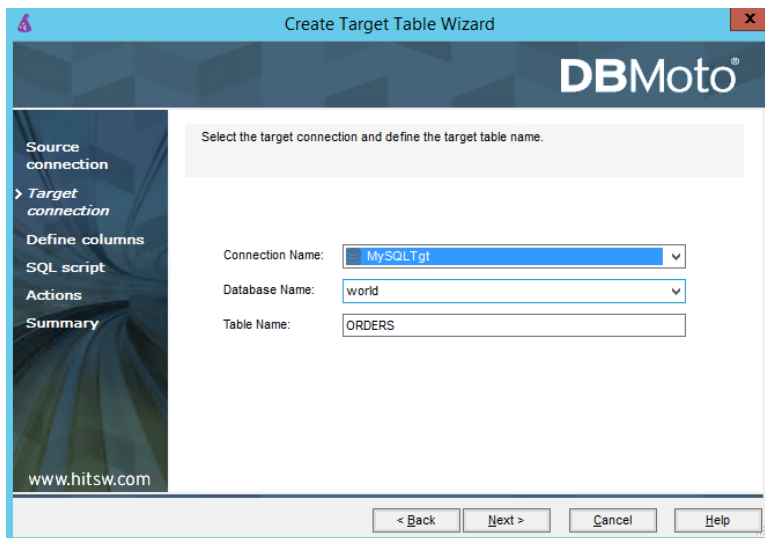 Create Target Table Wizard
x
DBMoto®
Source
connection
Target
connection
Define columns
SQL script
Actions
Summary
www.hitsw.com
Select the target connection and define the target table name.
Connection Name: MySQLTgt
Database Name: world
Table Name: ORDERS
< Back Next > Cancel Help